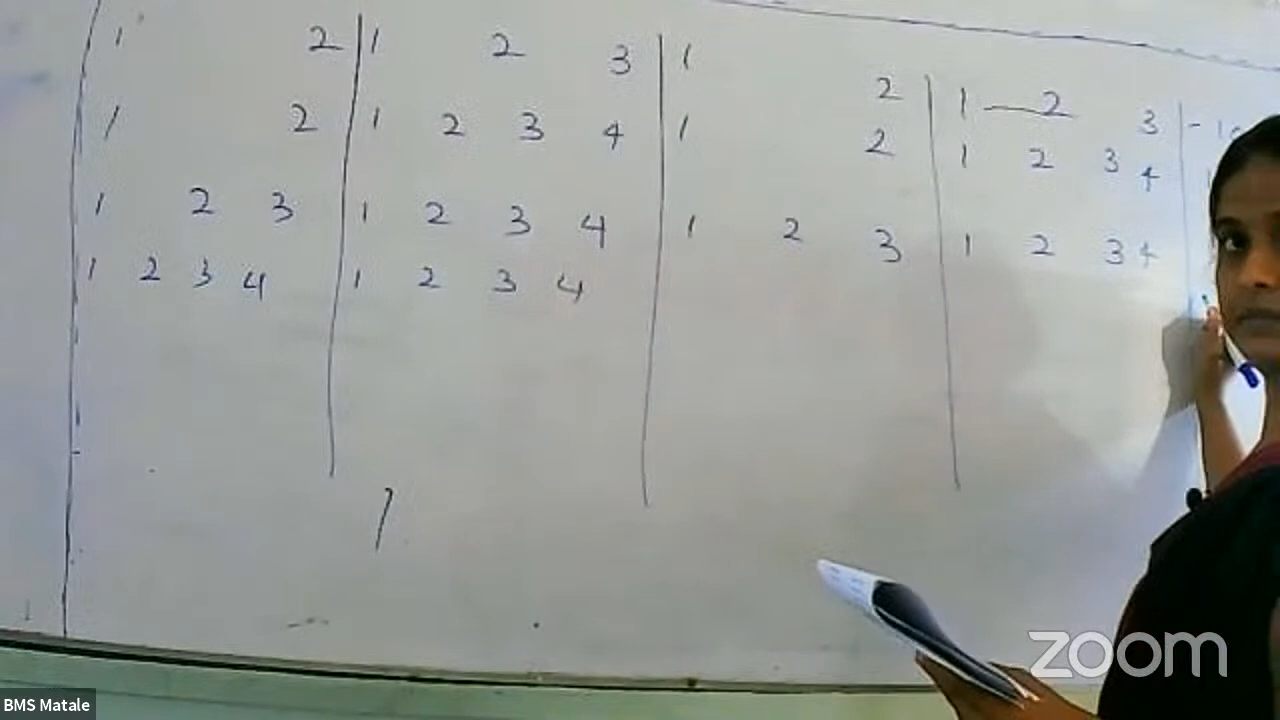 1 2 | 1 2 3 | 1 2 | 1 — 2 3 |
1 2 | 1 2 3 4 | 1 2 | 1 2 3 4
1 2 3 | 1 2 3 4 | 1 2 3 | 1 2 3 4
1 2 3 4 | 1 2 3 4
zoom
BMS Matale